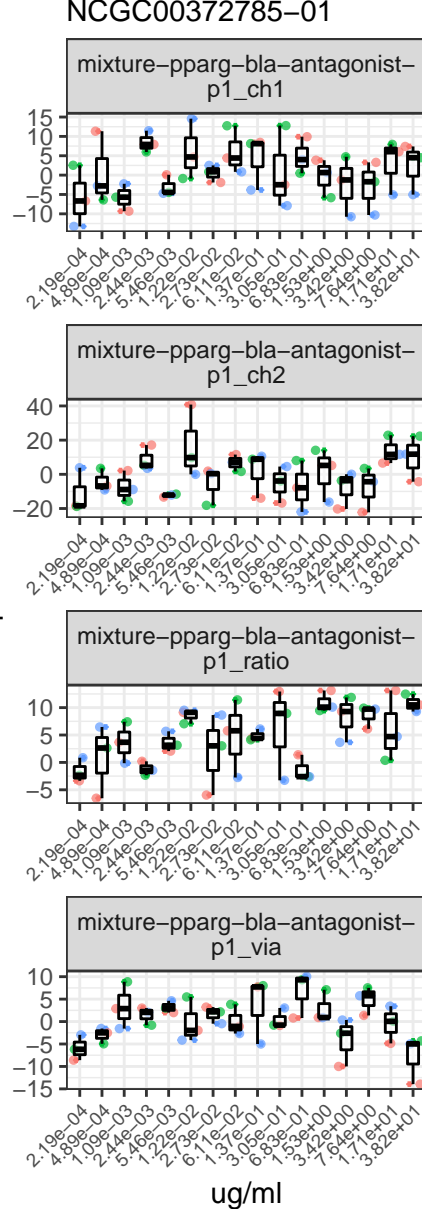 NCGC00372785−01
mixture−pparg−bla−antagonist−
p1_ch1
15
10
5
0
−5
−10
2.19e−04
4.89e−04
1.09e−03
2.44e−03
5.46e−03
1.22e−02
2.73e−02
6.11e−02
1.37e−01
3.05e−01
6.83e−01
1.53e+00
3.42e+00
7.64e+00
1.71e+01
3.82e+01
mixture−pparg−bla−antagonist−
p1_ch2
40
20
0
−20
2.19e−04
4.89e−04
1.09e−03
2.44e−03
5.46e−03
1.22e−02
2.73e−02
6.11e−02
1.37e−01
3.05e−01
6.83e−01
1.53e+00
3.42e+00
7.64e+00
1.71e+01
3.82e+01
mixture−pparg−bla−antagonist−
p1_ratio
10
5
0
−5
2.19e−04
4.89e−04
1.09e−03
2.44e−03
5.46e−03
1.22e−02
2.73e−02
6.11e−02
1.37e−01
3.05e−01
6.83e−01
1.53e+00
3.42e+00
7.64e+00
1.71e+01
3.82e+01
mixture−pparg−bla−antagonist−
p1_via
10
5
0
−5
−10
−15
2.19e−04
4.89e−04
1.09e−03
2.44e−03
5.46e−03
1.22e−02
2.73e−02
6.11e−02
1.37e−01
3.05e−01
6.83e−01
1.53e+00
3.42e+00
7.64e+00
1.71e+01
3.82e+01
ug/ml